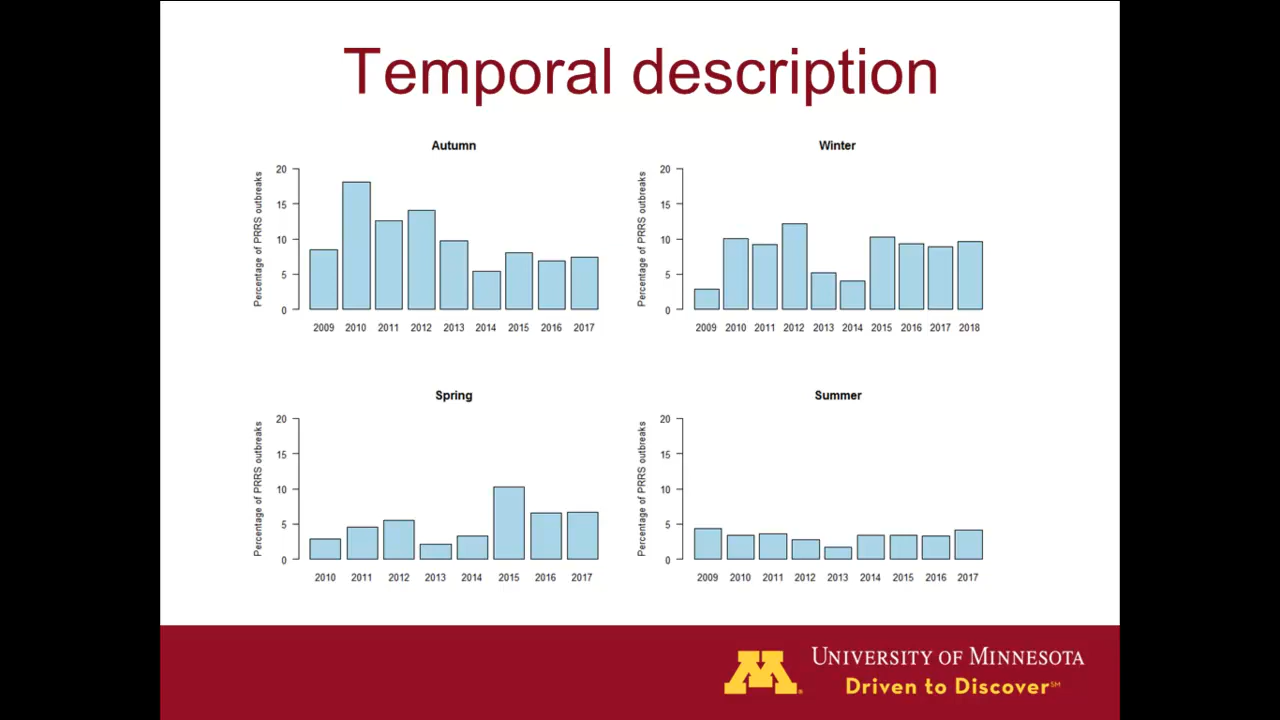 Temporal description
Autumn
Percentage of PRRS outbreaks
20
15
10
5
0
2009 2010 2011 2012 2013 2014 2015 2016 2017
Winter
Percentage of PRRS outbreaks
20
15
10
5
0
2009 2010 2011 2012 2013 2014 2015 2016 2017 2018
Spring
Percentage of PRRS outbreaks
20
15
10
5
0
2010 2011 2012 2013 2014 2015 2016 2017
Summer
Percentage of PRRS outbreaks
20
15
10
5
0
2009 2010 2011 2012 2013 2014 2015 2016 2017
M®
UNIVERSITY OF MINNESOTA
Driven to Discover℠